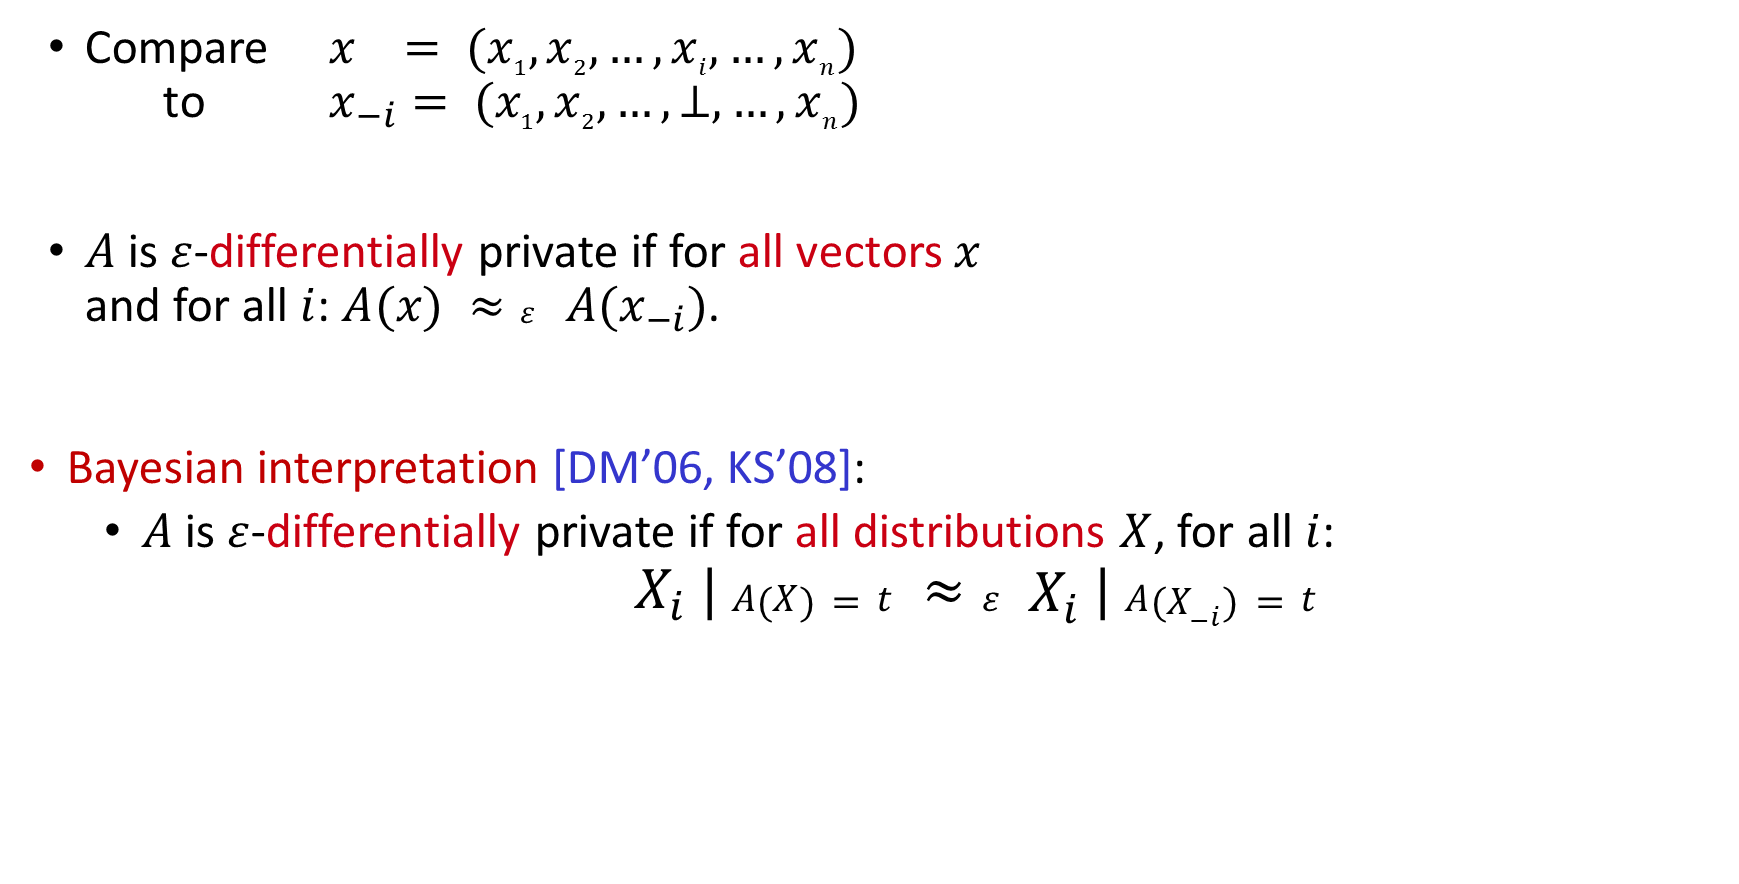 • Compare x = (x₁, x₂, … , xᵢ, … , xₙ)
to x₋ᵢ = (x₁, x₂, … , ⊥, … , xₙ)
• A is ε-differentially private if for all vectors x
and for all i: A(x) ≈ ε A(x₋ᵢ).
• Bayesian interpretation [DM’06, KS’08]:
• A is ε-differentially private if for all distributions X, for all i:
Xᵢ | A(X) = t ≈ ε Xᵢ | A(X₋ᵢ) = t